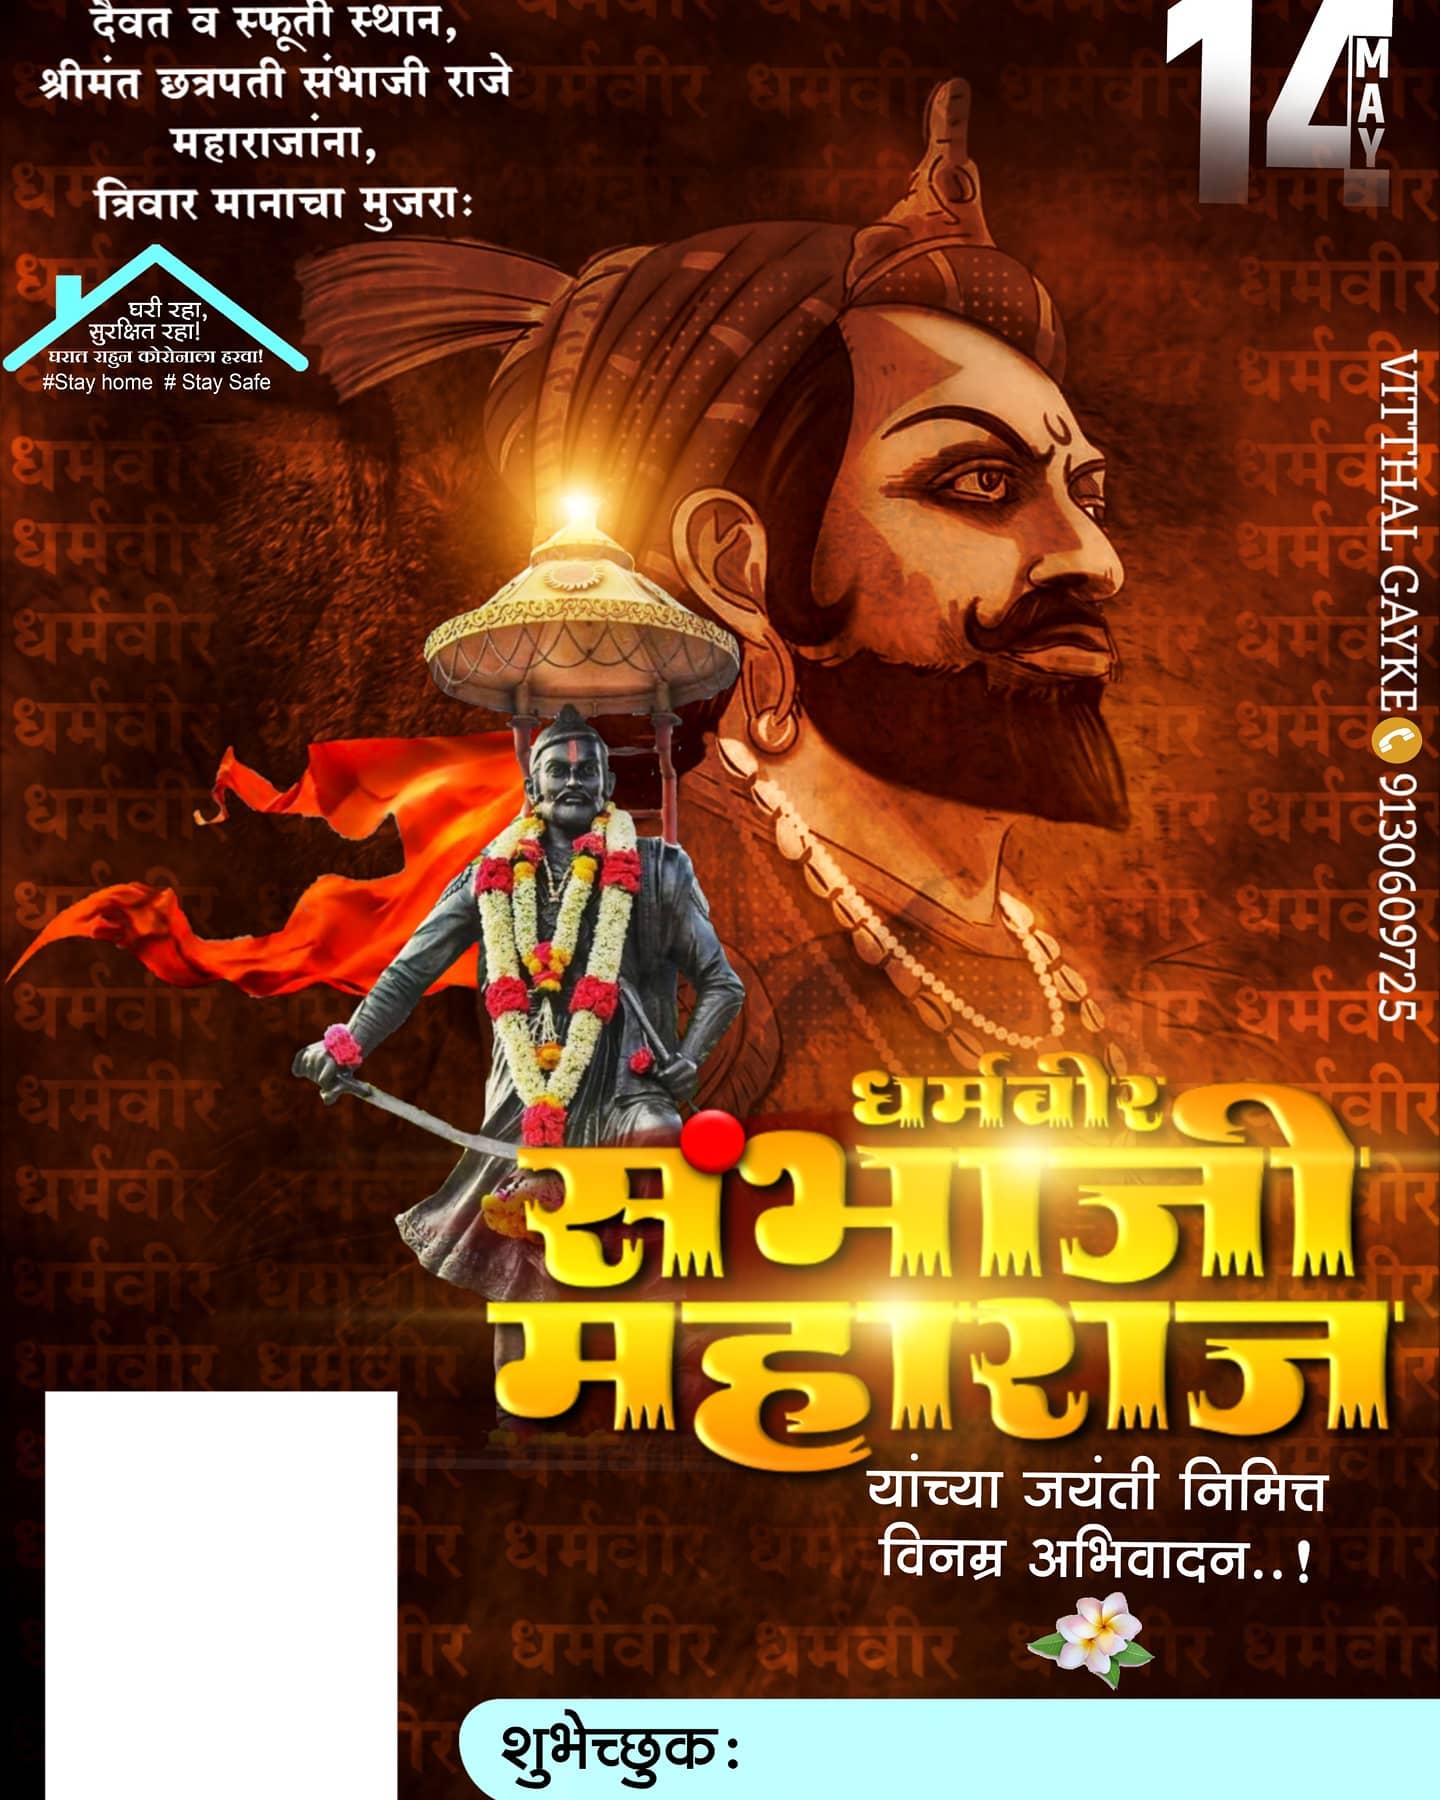 दैवत व स्फूर्ती स्थान,
श्रीमंत छत्रपती संभाजी राजे
महाराजांना,
त्रिवार मानाचा मुजराः
14
MAY
घरी रहा,
सुरक्षित रहा!
घरात राहुन कोरोनाला हरवा!
#Stay home # Stay Safe
VITTHAL GAYKE 9130609725
धर्मवीर
संभाजी
महाराज
यांच्या जयंती निमित्त
विनम्र अभिवादन..!
शुभेच्छुक: